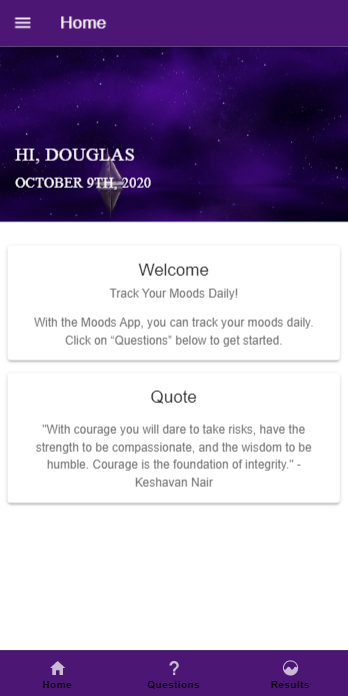 Home
HI, DOUGLAS
OCTOBER 9TH, 2020
Welcome
Track Your Moods Daily!
With the Moods App, you can track your moods daily.
Click on “Questions” below to get started.
Quote
"With courage you will dare to take risks, have the
strength to be compassionate, and the wisdom to be
humble. Courage is the foundation of integrity." -
Keshavan Nair
Home
?
Questions
Results